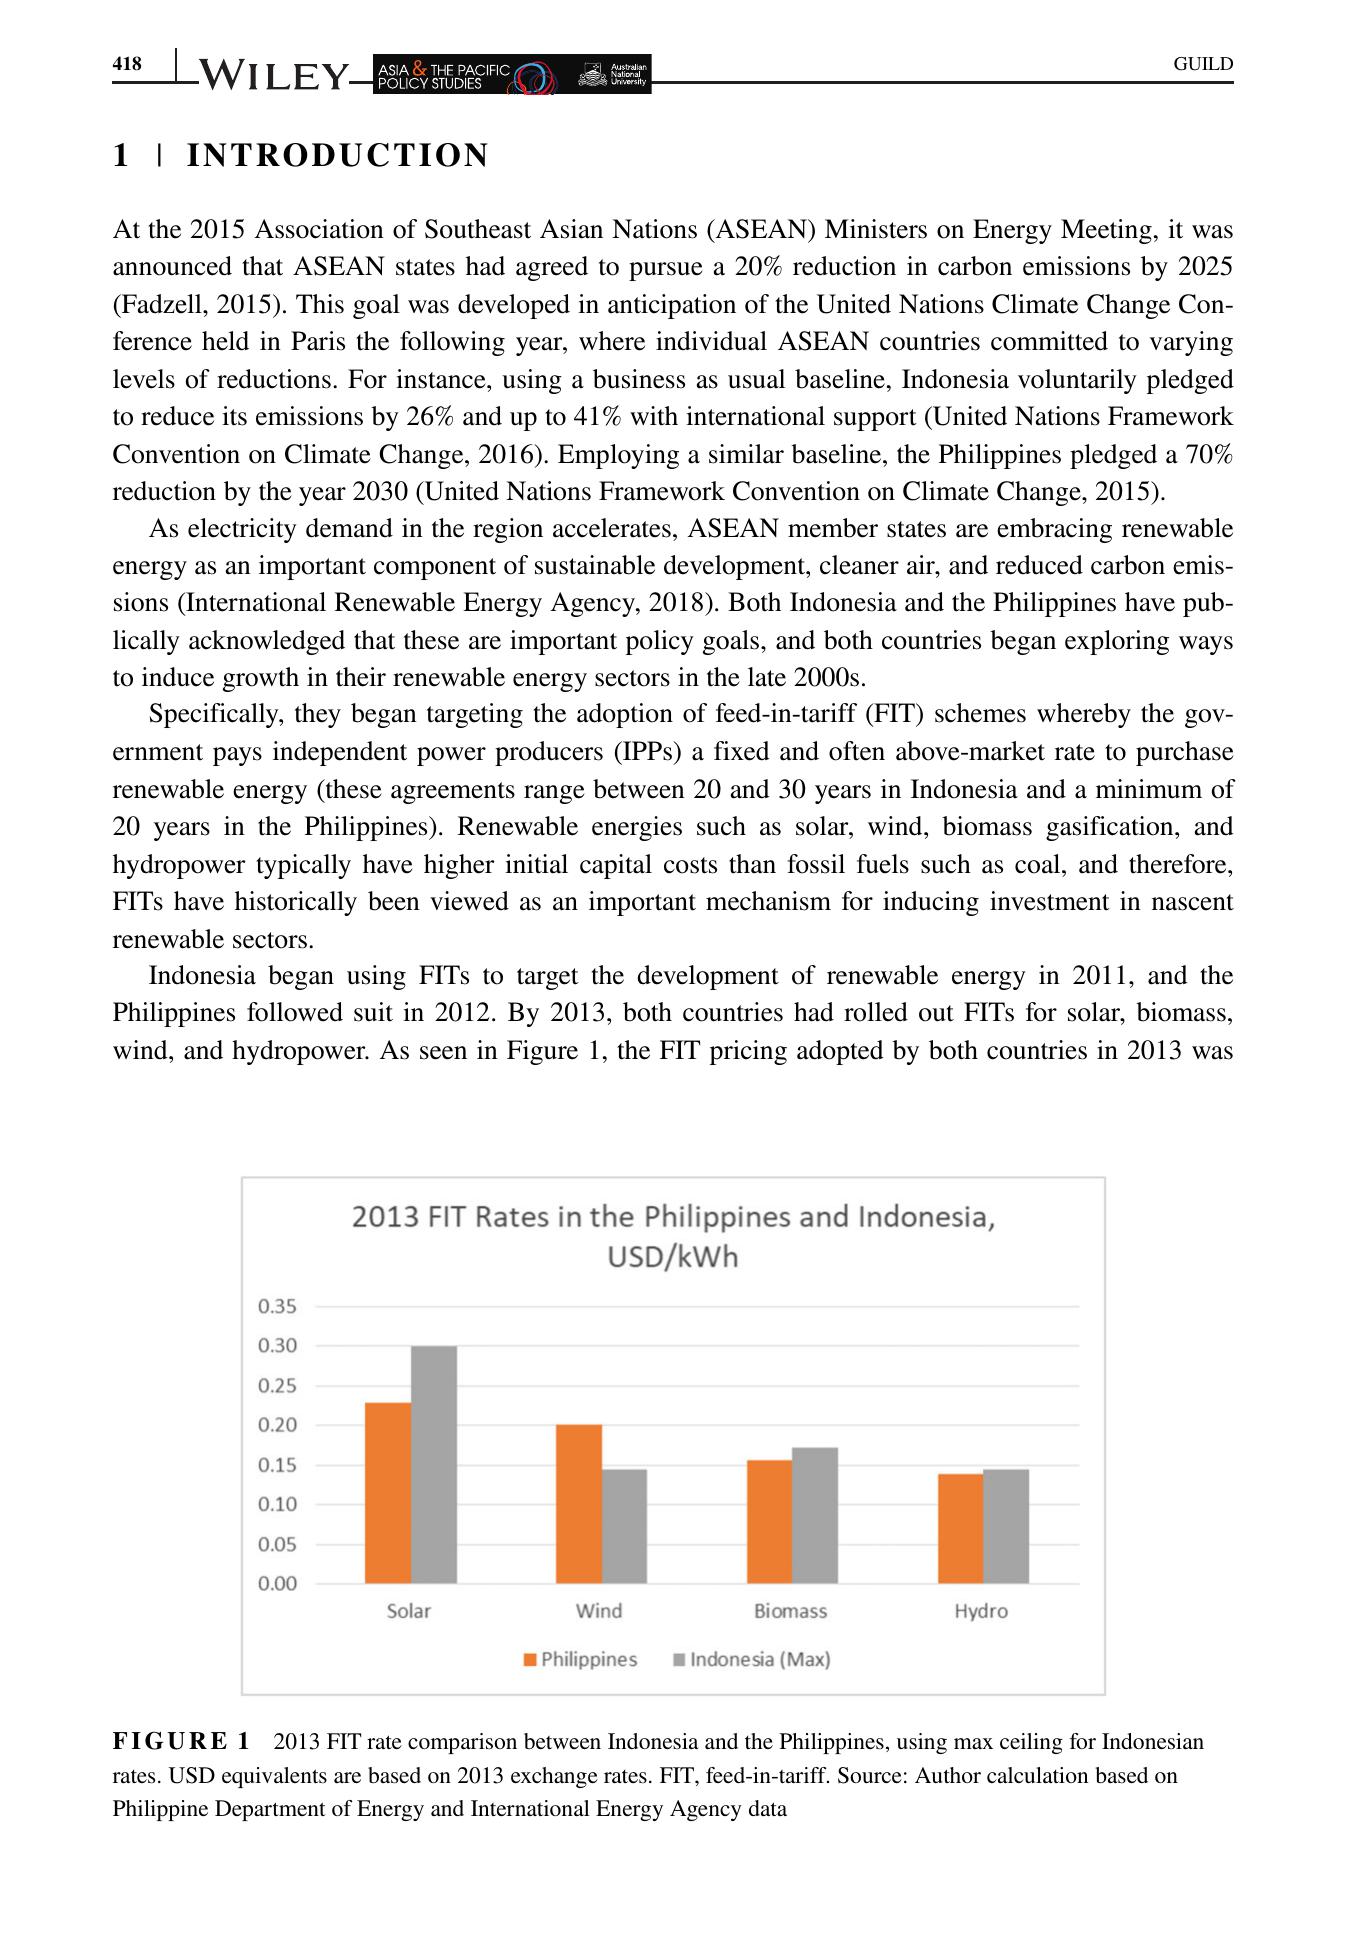 418
WILEY
ASIA & THE PACIFIC
POLICY STUDIES
Australian
National
University
GUILD
1 | INTRODUCTION
At the 2015 Association of Southeast Asian Nations (ASEAN) Ministers on Energy Meeting, it was
announced that ASEAN states had agreed to pursue a 20% reduction in carbon emissions by 2025
(Fadzell, 2015). This goal was developed in anticipation of the United Nations Climate Change Con-
ference held in Paris the following year, where individual ASEAN countries committed to varying
levels of reductions. For instance, using a business as usual baseline, Indonesia voluntarily pledged
to reduce its emissions by 26% and up to 41% with international support (United Nations Framework
Convention on Climate Change, 2016). Employing a similar baseline, the Philippines pledged a 70%
reduction by the year 2030 (United Nations Framework Convention on Climate Change, 2015).
As electricity demand in the region accelerates, ASEAN member states are embracing renewable
energy as an important component of sustainable development, cleaner air, and reduced carbon emis-
sions (International Renewable Energy Agency, 2018). Both Indonesia and the Philippines have pub-
lically acknowledged that these are important policy goals, and both countries began exploring ways
to induce growth in their renewable energy sectors in the late 2000s.
Specifically, they began targeting the adoption of feed-in-tariff (FIT) schemes whereby the gov-
ernment pays independent power producers (IPPs) a fixed and often above-market rate to purchase
renewable energy (these agreements range between 20 and 30 years in Indonesia and a minimum of
20 years in the Philippines). Renewable energies such as solar, wind, biomass gasification, and
hydropower typically have higher initial capital costs than fossil fuels such as coal, and therefore,
FITs have historically been viewed as an important mechanism for inducing investment in nascent
renewable sectors.
Indonesia began using FITs to target the development of renewable energy in 2011, and the
Philippines followed suit in 2012. By 2013, both countries had rolled out FITs for solar, biomass,
wind, and hydropower. As seen in Figure 1, the FIT pricing adopted by both countries in 2013 was
2013 FIT Rates in the Philippines and Indonesia,
USD/kWh
0.35
0.30
0.25
0.20
0.15
0.10
0.05
0.00
Solar Wind Biomass Hydro
Philippines Indonesia (Max)
FIGURE 1 2013 FIT rate comparison between Indonesia and the Philippines, using max ceiling for Indonesian
rates. USD equivalents are based on 2013 exchange rates. FIT, feed-in-tariff. Source: Author calculation based on
Philippine Department of Energy and International Energy Agency data